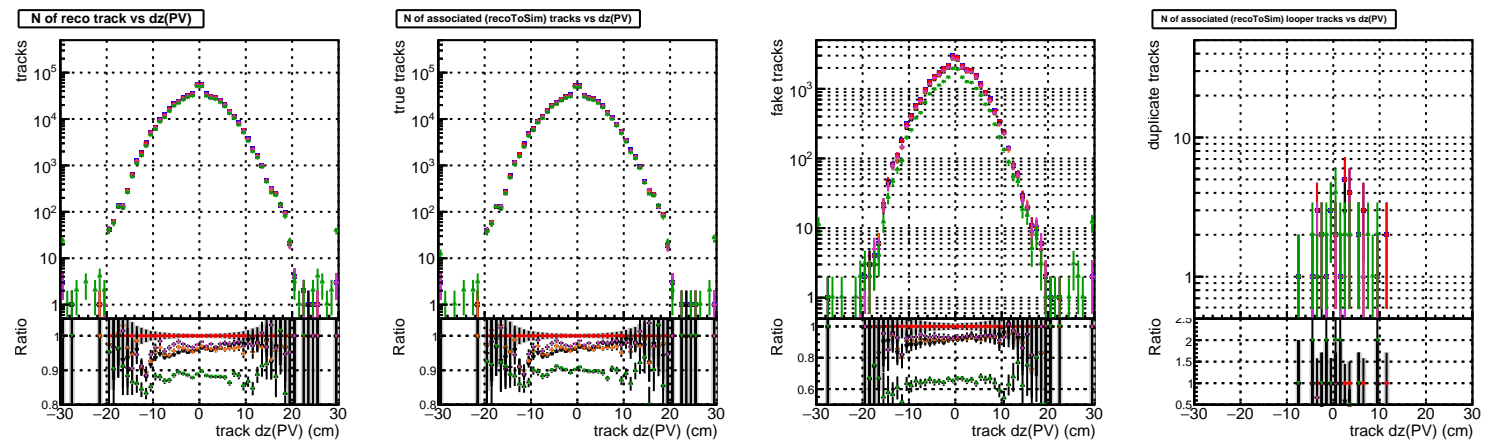 N of reco track vs dz(PV)
tracks
10^5
10^4
10^3
10^2
10
1
Ratio
1
0.9
0.8
−30 −20 −10 0 10 20 30
track dz(PV) (cm)
N of associated (recoToSim) tracks vs dz(PV)
true tracks
10^5
10^4
10^3
10^2
10
1
Ratio
1
0.9
0.8
−30 −20 −10 0 10 20 30
track dz(PV) (cm)
fake tracks
10^3
10^2
10
1
Ratio
1
0.8
0.6
−30 −20 −10 0 10 20 30
track dz(PV) (cm)
N of associated (recoToSim) looper tracks vs dz(PV)
duplicate tracks
10
1
Ratio
2.5
2
1.5
1
0.5
−30 −20 −10 0 10 20 30
track dz(PV) (cm)